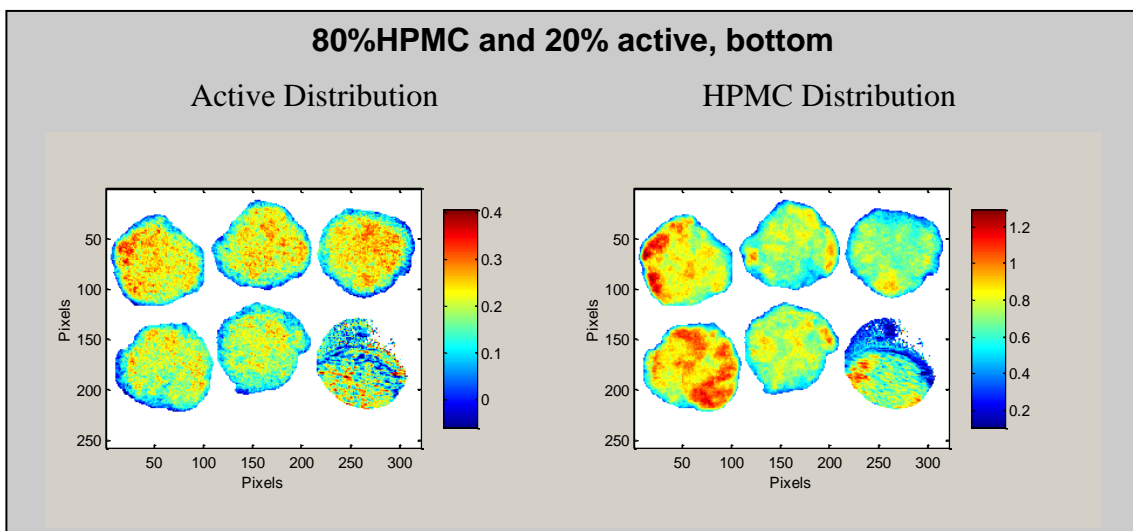 80%HPMC and 20% active, bottom
Active Distribution
HPMC Distribution
Pixels
50
100
150
200
250
50 100 150 200 250 300
Pixels
0.4
0.3
0.2
0.1
0
Pixels
50
100
150
200
250
50 100 150 200 250 300
Pixels
1.2
1
0.8
0.6
0.4
0.2